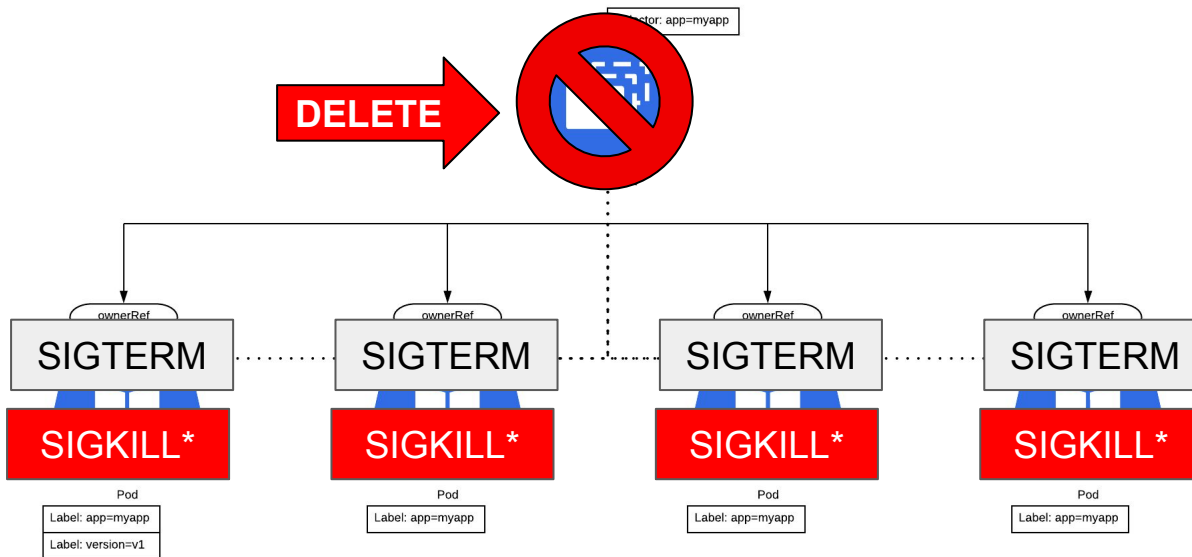 ctor: app=myapp
DELETE
ownerRef
ownerRef
ownerRef
ownerRef
SIGTERM
SIGTERM
SIGTERM
SIGTERM
SIGKILL*
SIGKILL*
SIGKILL*
SIGKILL*
Pod
Pod
Pod
Pod
Label: app=myapp
Label: app=myapp
Label: app=myapp
Label: app=myapp
Label: version=v1